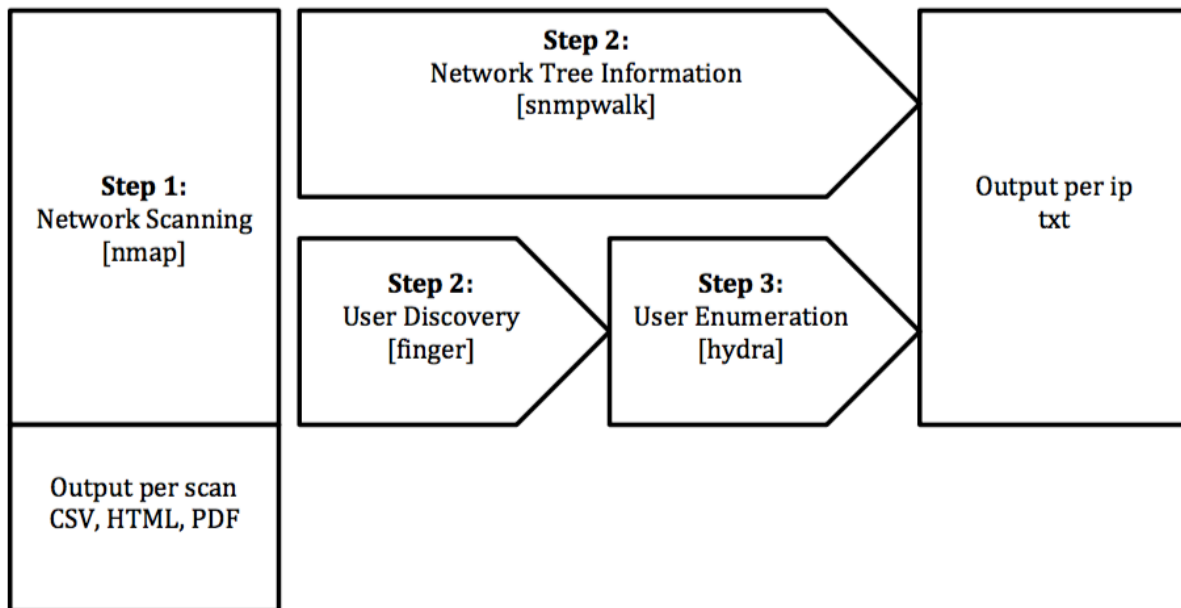 Step 1:
Network Scanning
[nmap]
Output per scan
CSV, HTML, PDF
Step 2:
Network Tree Information
[snmpwalk]
Step 2:
User Discovery
[finger]
Step 3:
User Enumeration
[hydra]
Output per ip
txt